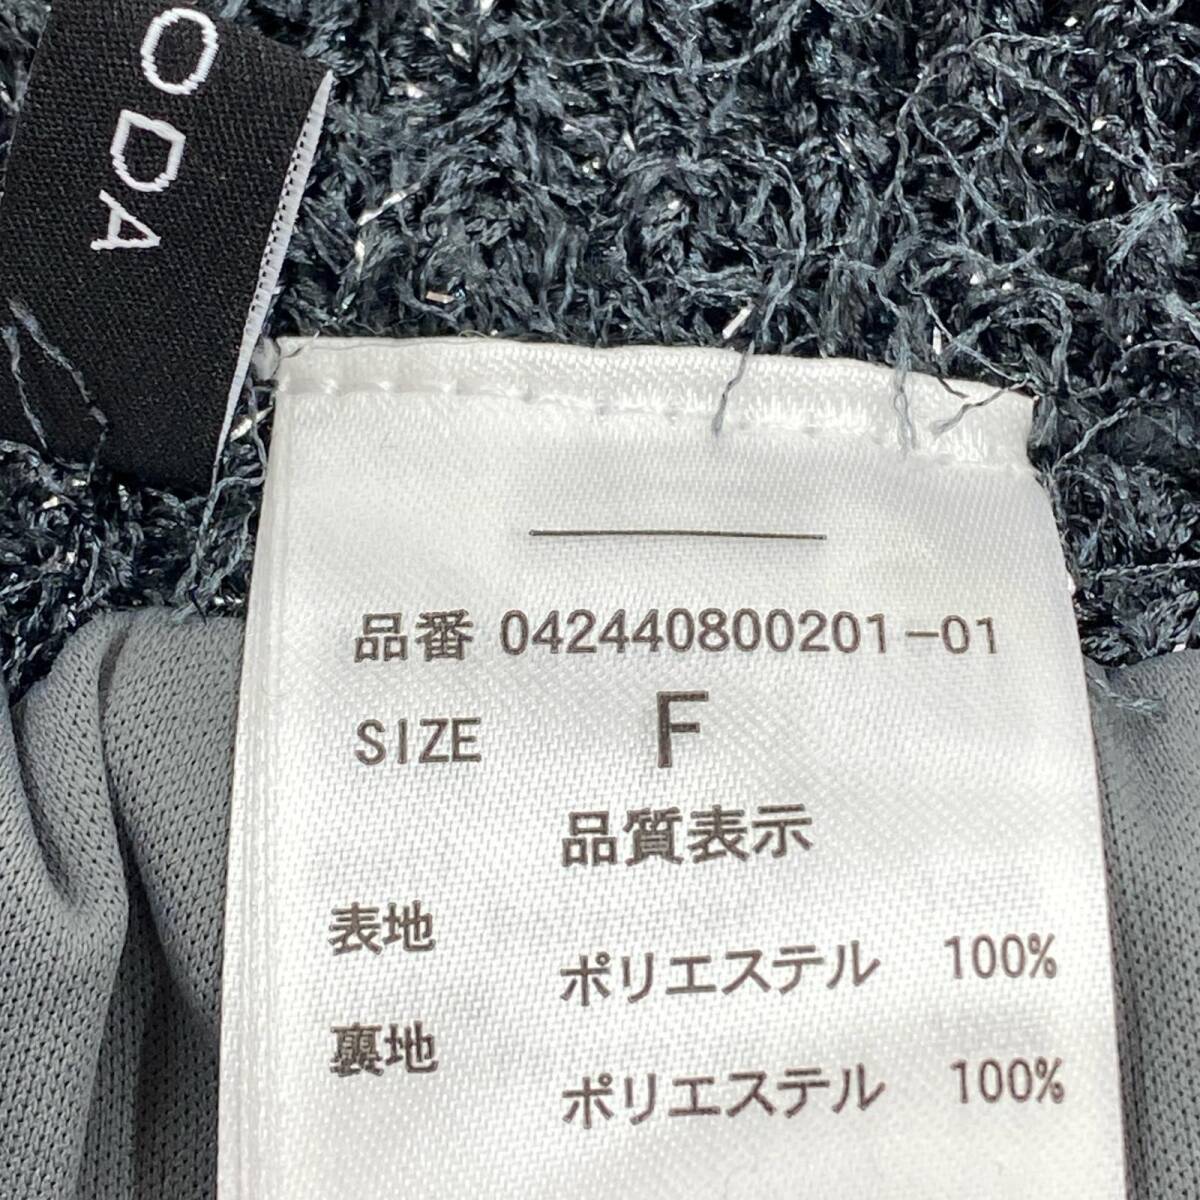 ODA
品番 042440800201-01
SIZE F
品質表示
表地
ポリエステル 100%
裏地
ポリエステル 100%